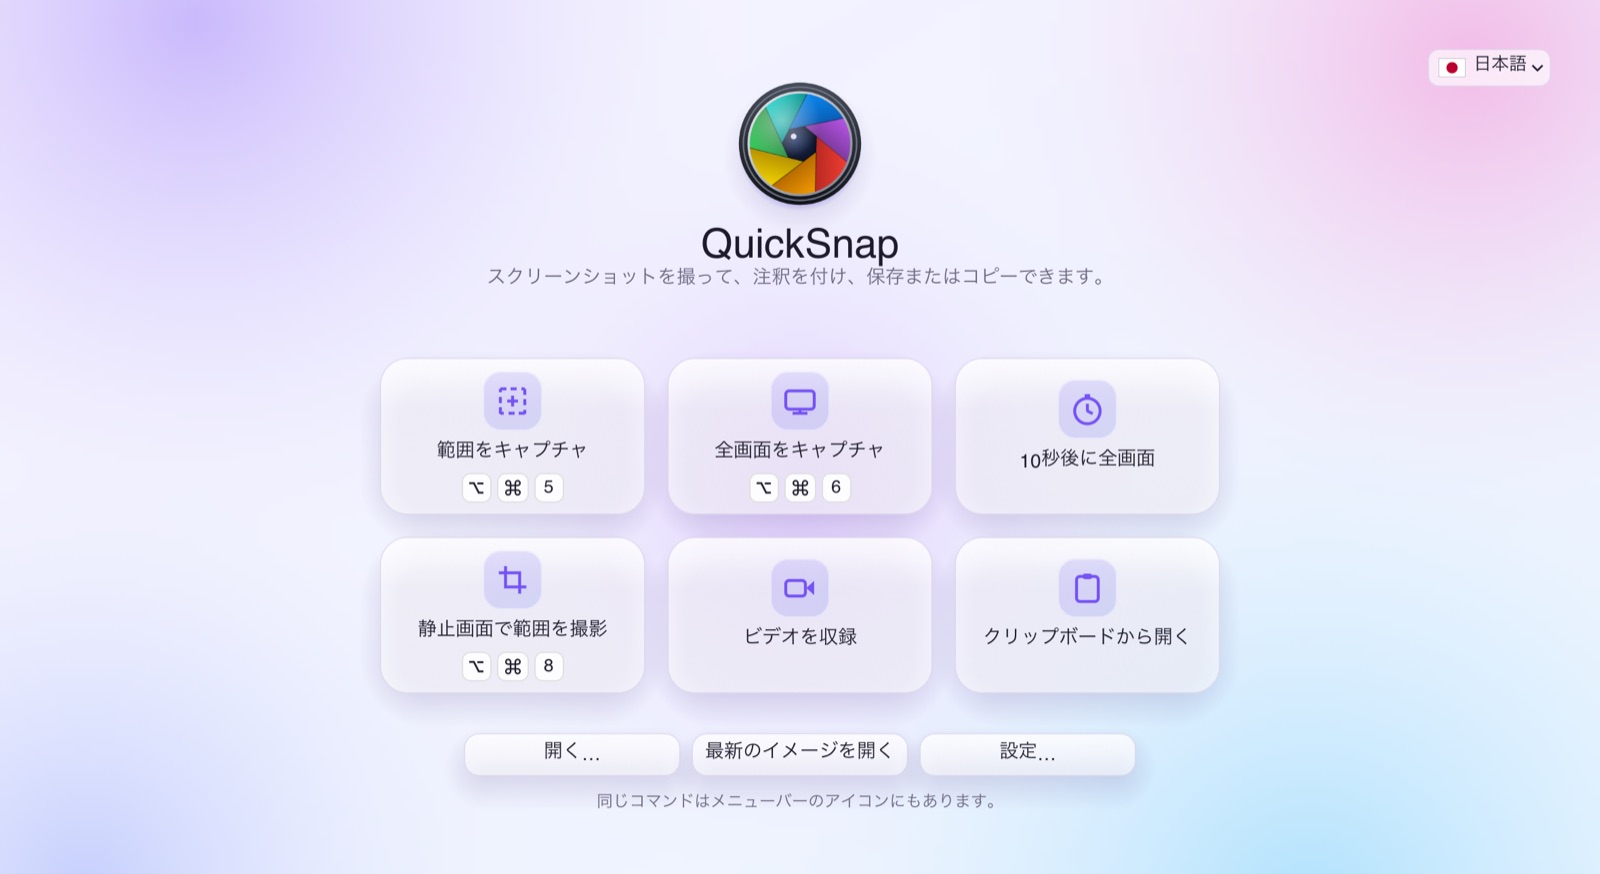 日本語
QuickSnap
スクリーンショットを撮って、注釈を付け、保存またはコピーできます。
範囲をキャプチャ
⌥ ⌘ 5
全画面をキャプチャ
⌥ ⌘ 6
10秒後に全画面
静止画面で範囲を撮影
⌥ ⌘ 8
ビデオを収録
クリップボードから開く
開く...
最新のイメージを開く
設定...
同じコマンドはメニューバーのアイコンにもあります。